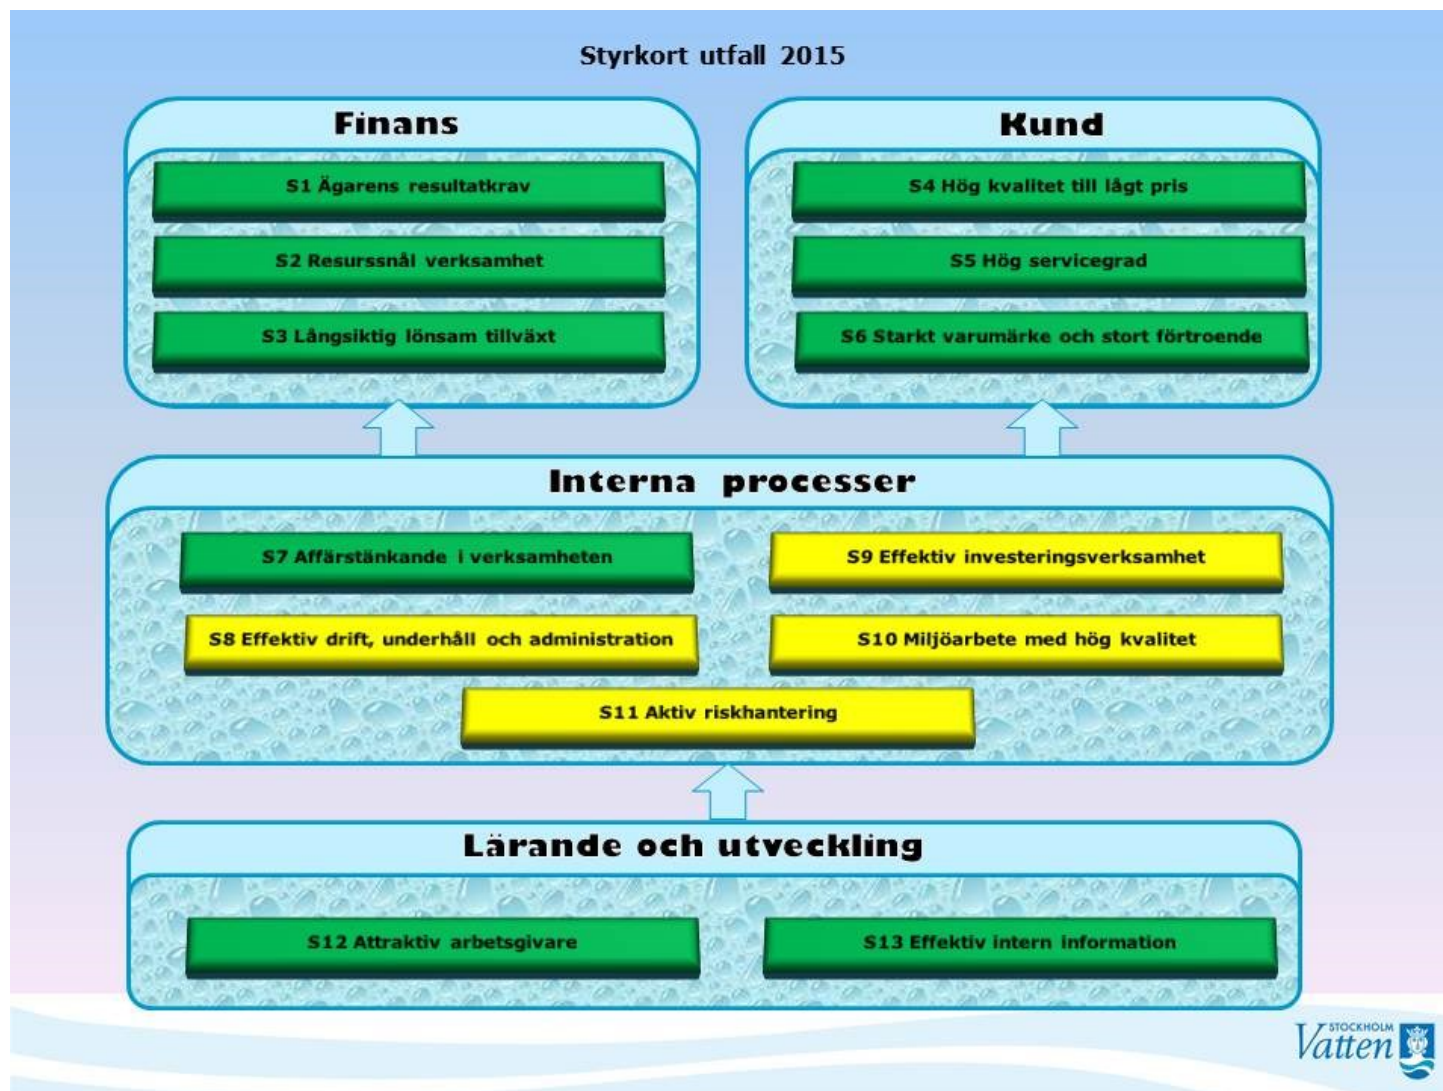 Styrkort utfall 2015
Finans
S1 Ägarens resultatkrav
S2 Resurssnål verksamhet
S3 Långsiktig lönsam tillväxt
Kund
S4 Hög kvalitet till lågt pris
S5 Hög servicegrad
S6 Starkt varumärke och stort förtroende
Interna processer
S7 Affärstänkande i verksamheten
S9 Effektiv investeringsverksamhet
S8 Effektiv drift, underhåll och administration
S10 Miljöarbete med hög kvalitet
S11 Aktiv riskhantering
Lärande och utveckling
S12 Attraktiv arbetsgivare
S13 Effektiv intern information
STOCKHOLM
Vatten